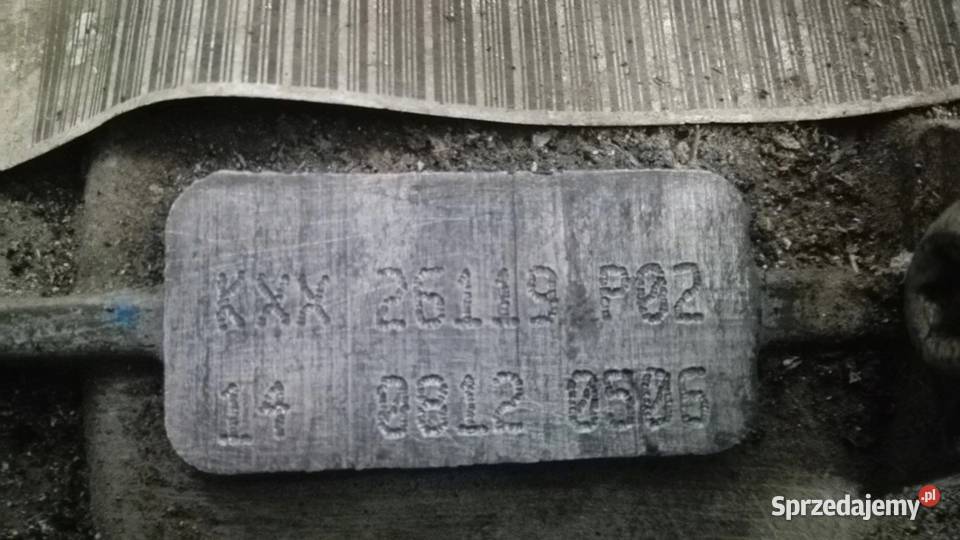 KXX 26119 P02
14 0812 0506
Sprzedajemy.pl